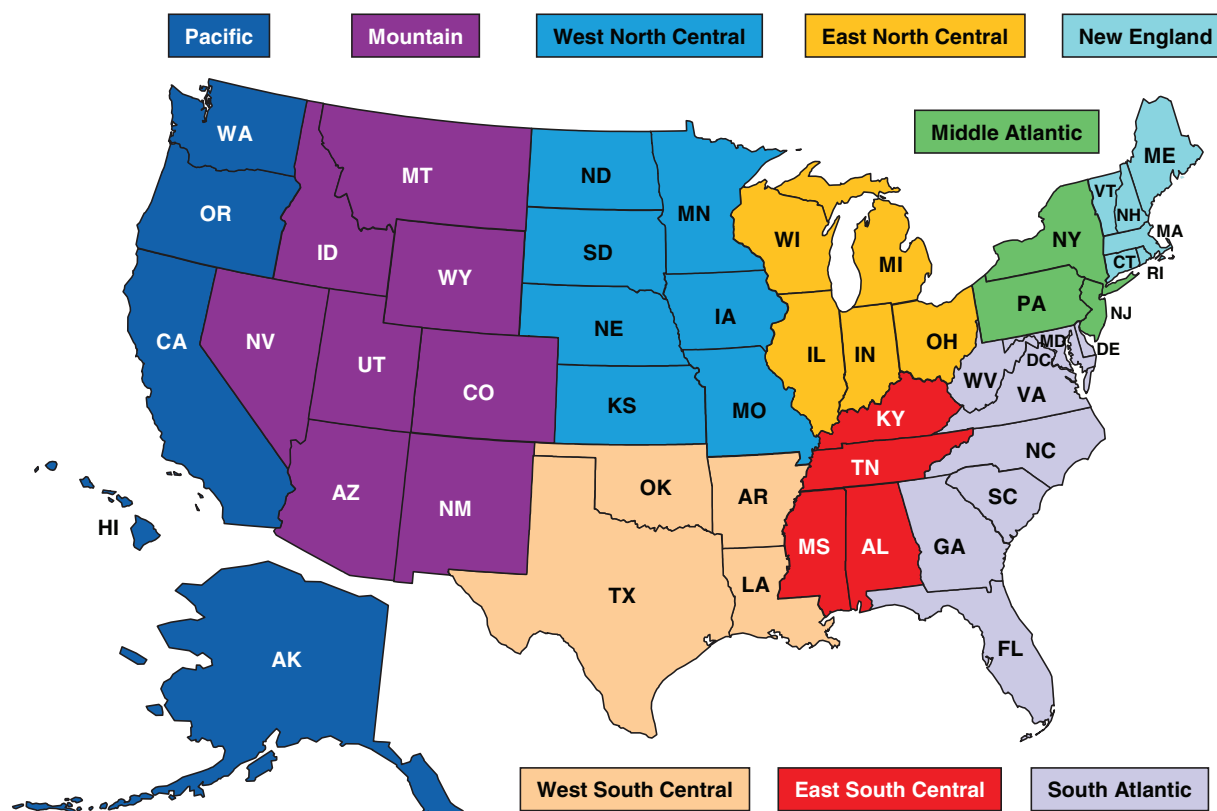 Pacific
Mountain
West North Central
East North Central
New England
Middle Atlantic
WA
MT
ND
MN
ME
VT
NH
OR
ID
SD
WI
MI
NY
MA
CT
RI
WY
CA
NV
UT
CO
NE
IA
IL
IN
OH
PA
NJ
MD
DE
DC
WV
VA
KS
MO
KY
NC
TN
AZ
NM
OK
AR
SC
HI
MS
AL
GA
TX
LA
AK
FL
West South Central
East South Central
South Atlantic